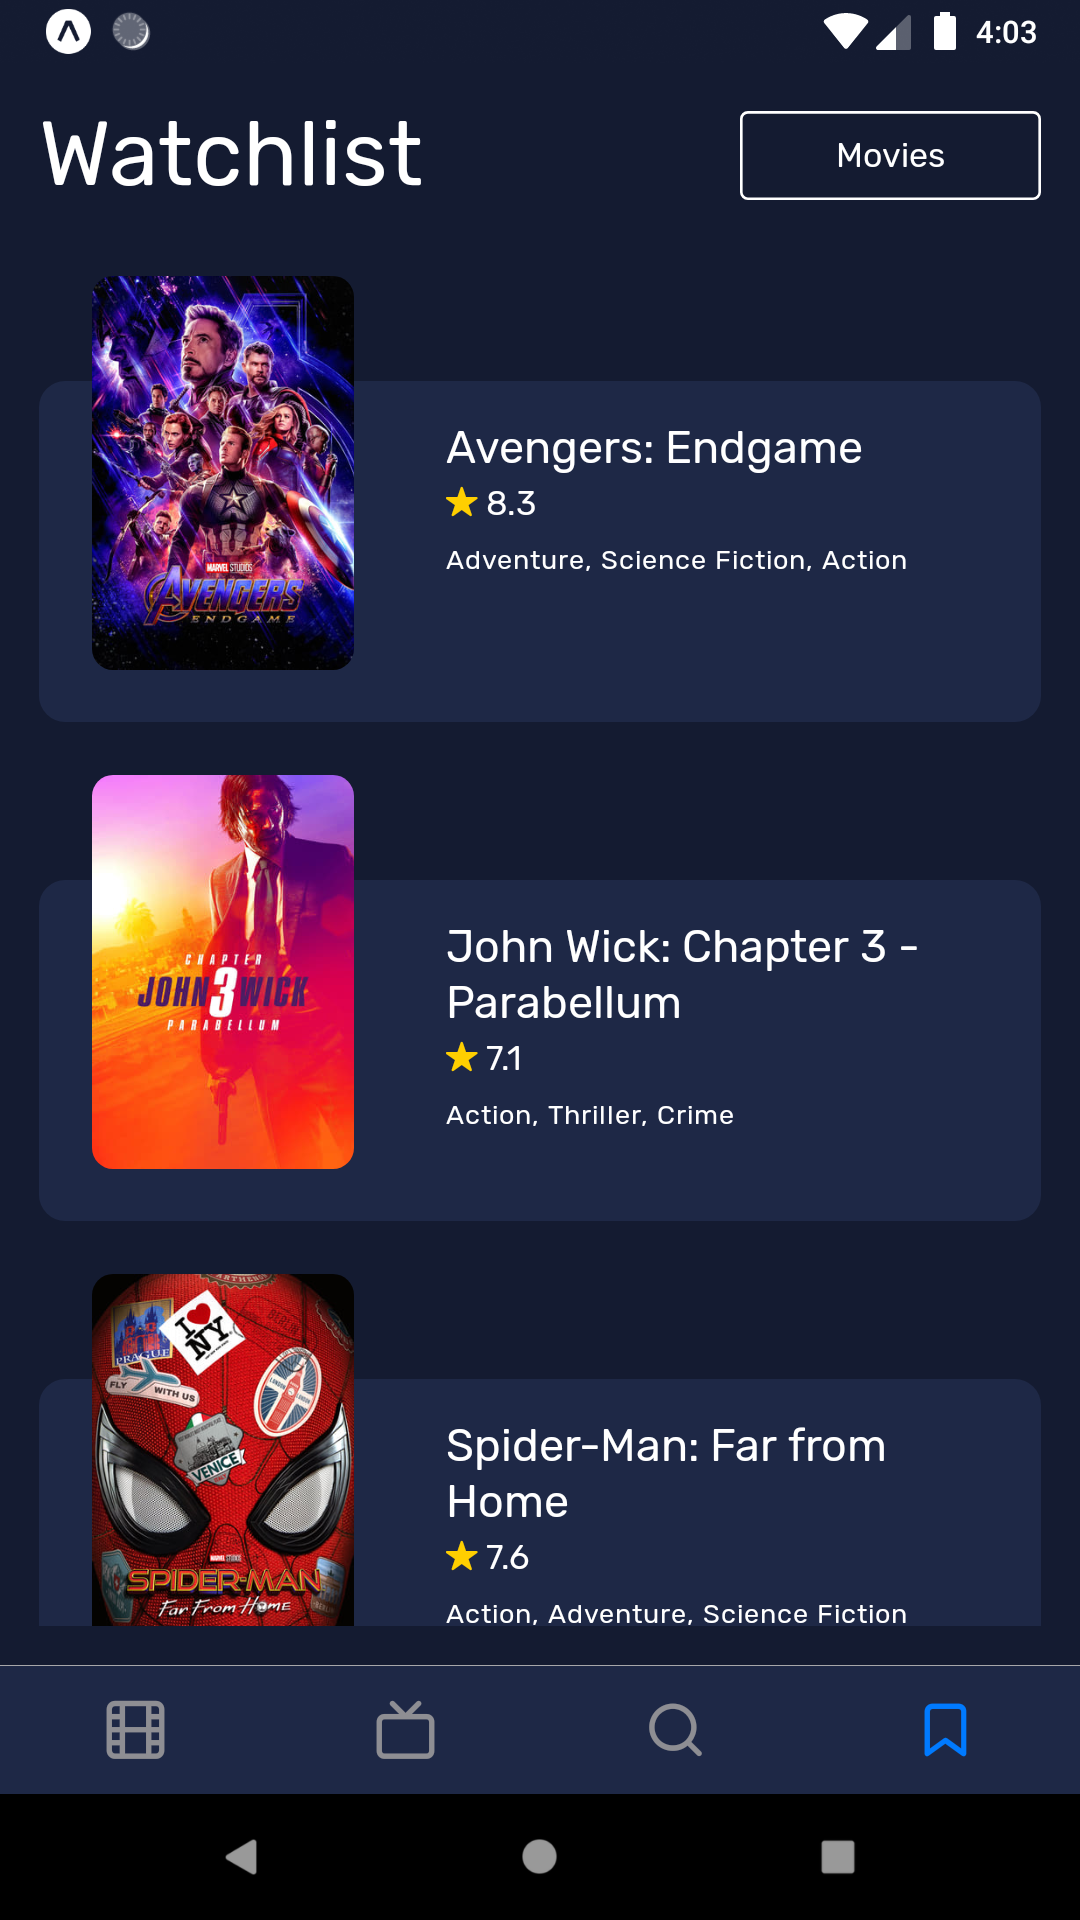 4:03
Watchlist
Movies
MARVEL STUDIOS
AVENGERS
ENDGAME
Avengers: Endgame
8.3
Adventure, Science Fiction, Action
CHAPTER
JOHN 3 WICK
PARABELLUM
John Wick: Chapter 3 -
Parabellum
7.1
Action, Thriller, Crime
I
NY
PRAGUE
FLY WITH US
VENICE
MARVEL STUDIOS
SPIDER-MAN
Far From Home
Spider-Man: Far from
Home
7.6
Action, Adventure, Science Fiction